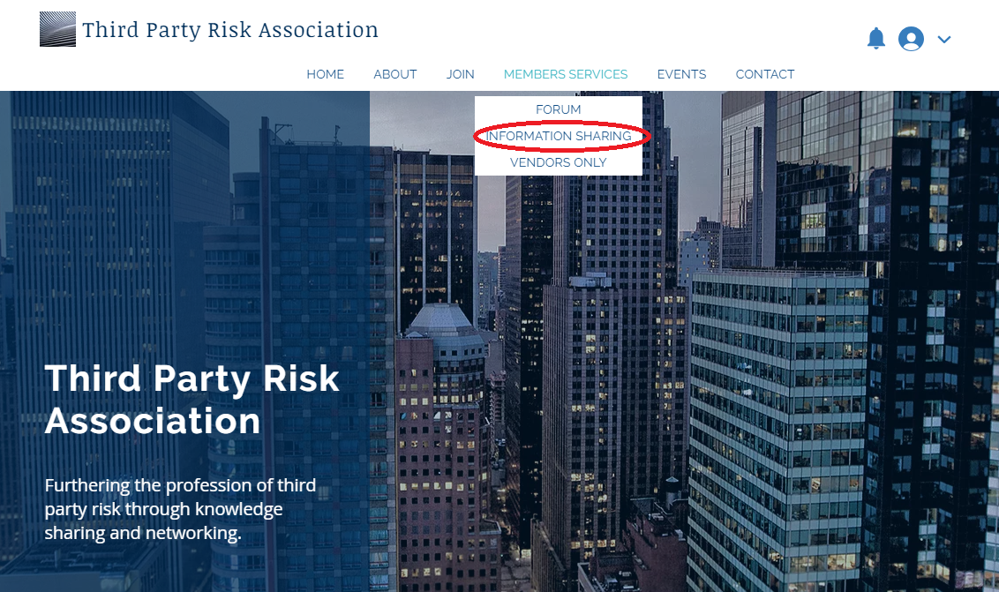 Third Party Risk Association
HOME ABOUT JOIN MEMBERS SERVICES EVENTS CONTACT
FORUM
INFORMATION SHARING
VENDORS ONLY
Third Party Risk
Association
Furthering the profession of third
party risk through knowledge
sharing and networking.